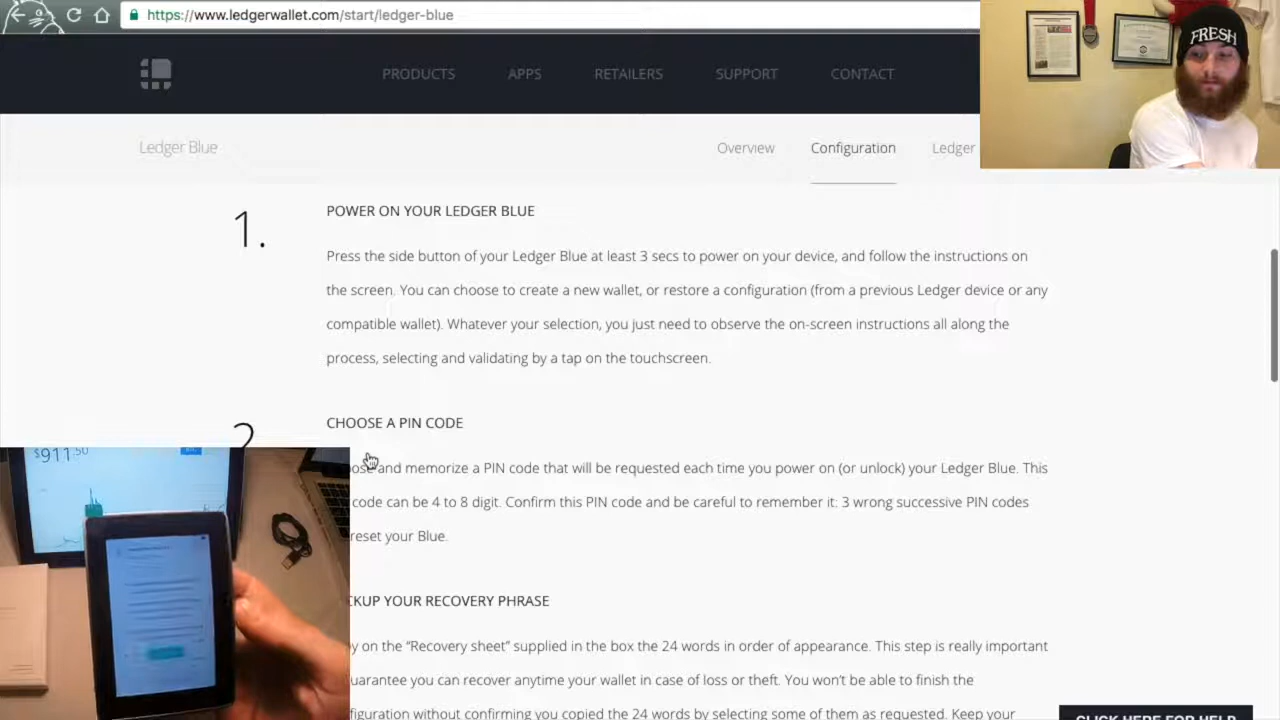 https://www.ledgerwallet.com/start/ledger-blue
PRODUCTS APPS RETAILERS SUPPORT CONTACT
FRESH
Ledger Blue Overview Configuration Ledger
1. POWER ON YOUR LEDGER BLUE
Press the side button of your Ledger Blue at least 3 secs to power on your device, and follow the instructions on
the screen. You can choose to create a new wallet, or restore a configuration (from a previous Ledger device or any
compatible wallet). Whatever your selection, you just need to observe the on-screen instructions all along the
process, selecting and validating by a tap on the touchscreen.
2 CHOOSE A PIN CODE
and memorize a PIN code that will be requested each time you power on (or unlock) your Ledger Blue. This
code can be 4 to 8 digit. Confirm this PIN code and be careful to remember it: 3 wrong successive PIN codes
reset your Blue.
$911.50
CKUP YOUR RECOVERY PHRASE
y on the “Recovery sheet” supplied in the box the 24 words in order of appearance. This step is really important
uarantee you can recover anytime your wallet in case of loss or theft. You won't be able to finish the
figuration without confirming you copied the 24 words by selecting some of them as requested. Keep your
CLICK HERE FOR HELP